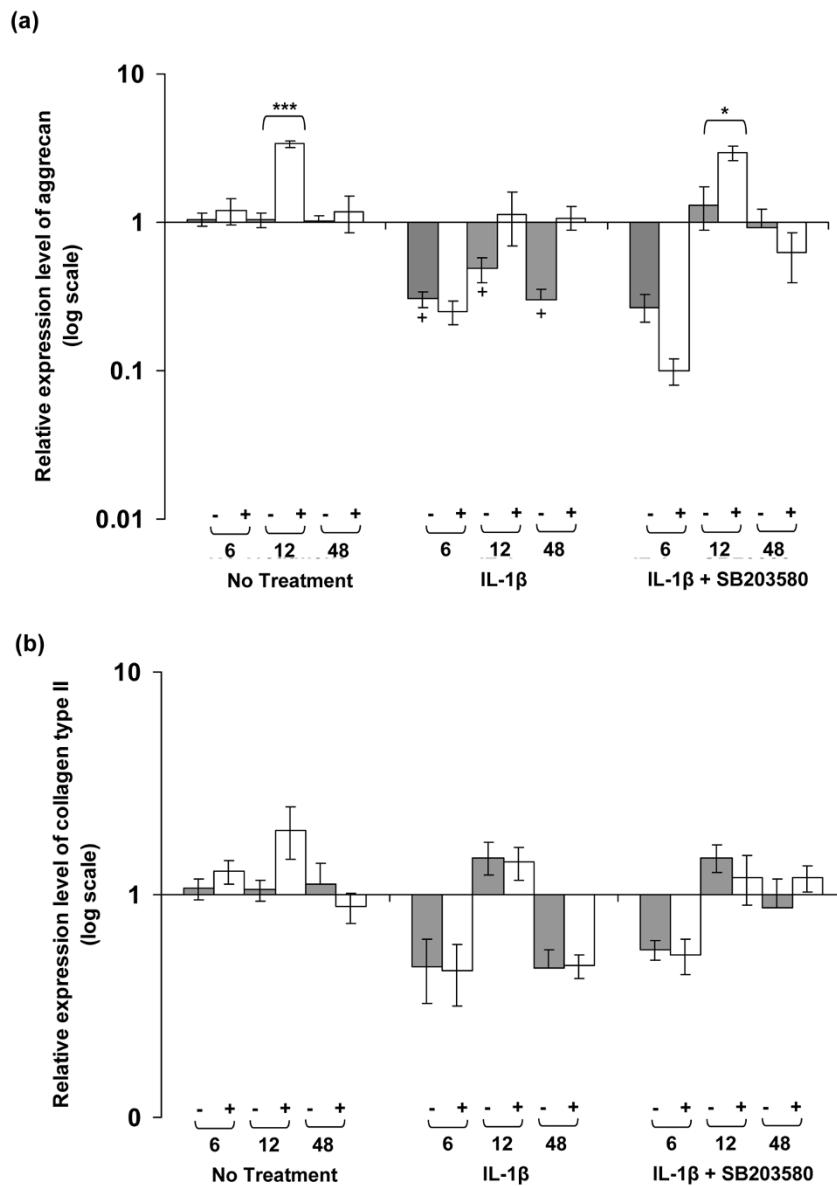 (a)
Relative expression level of aggrecan
(log scale)
10
***
*
1
+
+
+
0.1
0.01
- + - + - + - + - + - + - + - + - +
6 12 48 6 12 48 6 12 48
No Treatment IL-1β IL-1β + SB203580
(b)
Relative expression level of collagen type II
(log scale)
10
1
0
- + - + - + - + - + - + - + - + - +
6 12 48 6 12 48 6 12 48
No Treatment IL-1β IL-1β + SB203580